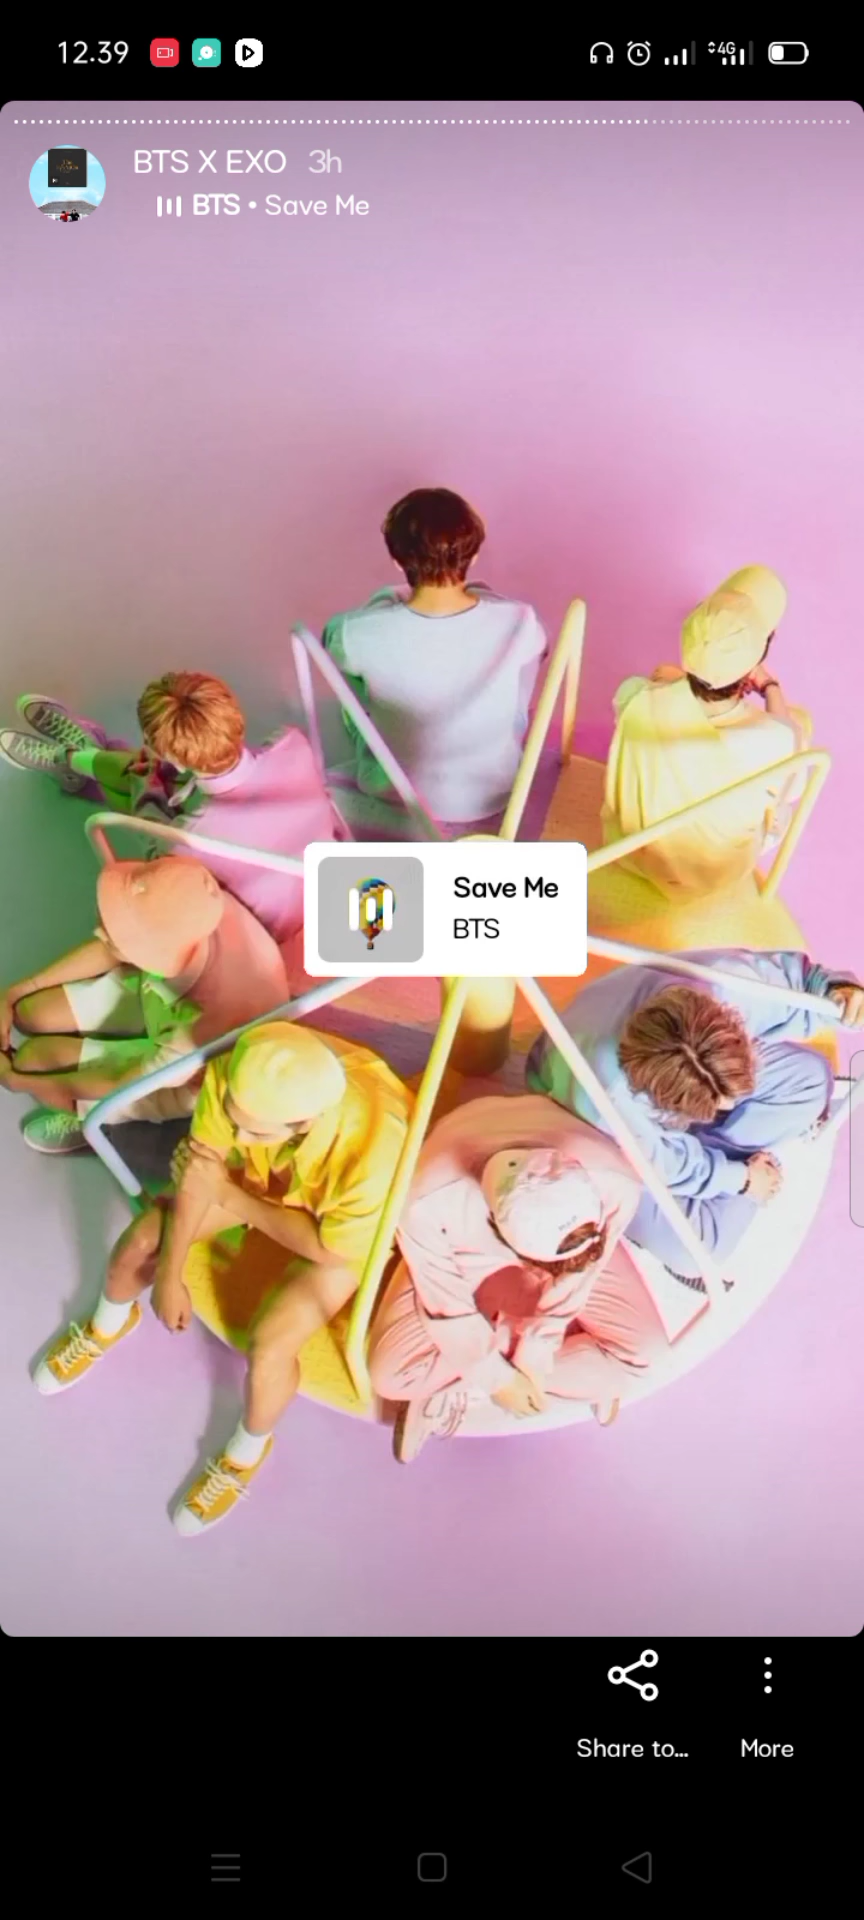 12.39
4G
BTS X EXO 3h
BTS • Save Me
Save Me
BTS
Share to...
More